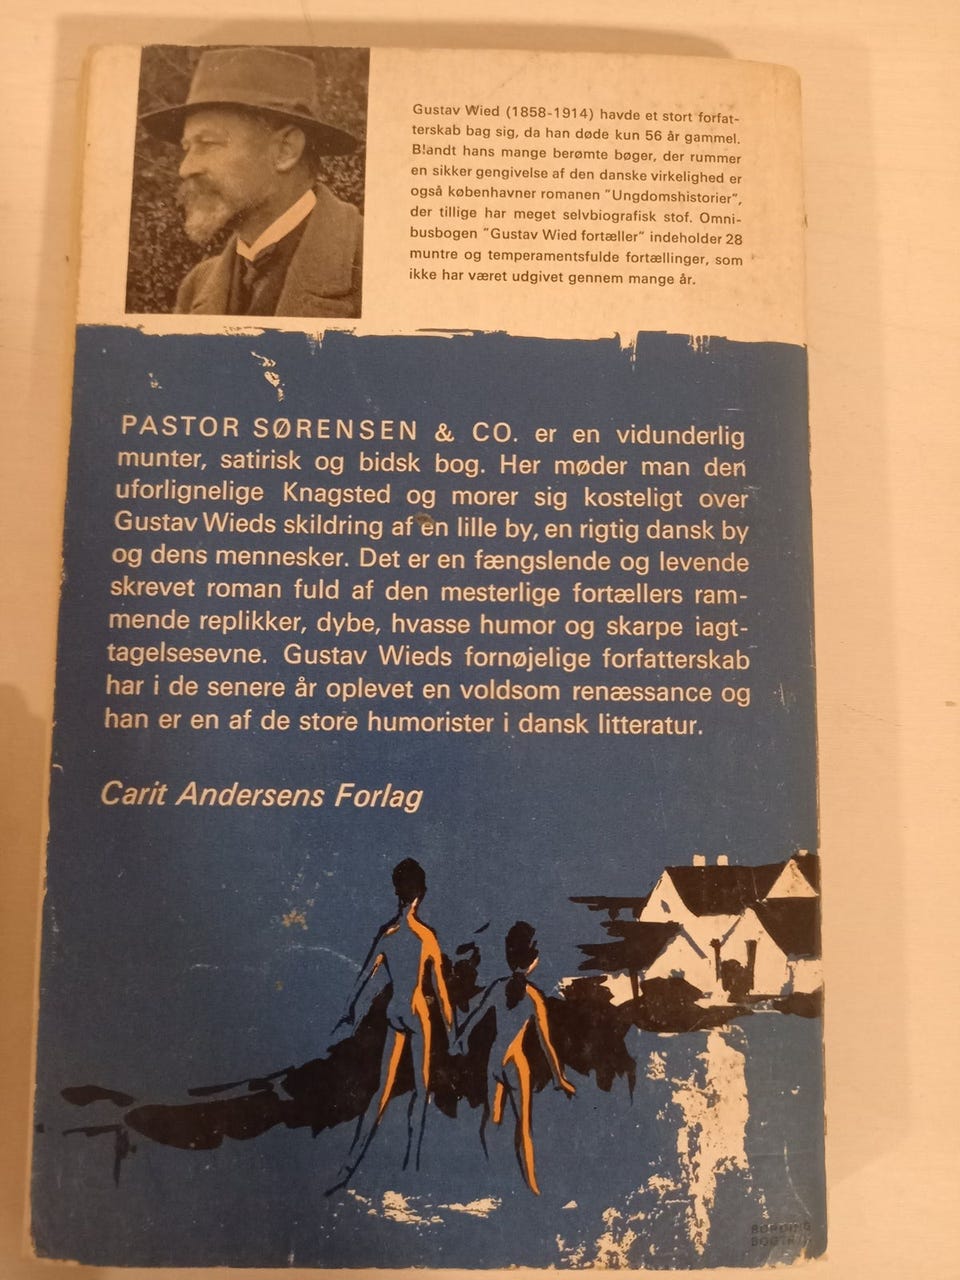 Gustav Wied (1858-1914) havde et stort forfat-
terskab bag sig, da han døde kun 56 år gammel.
Blandt hans mange berømte bøger, der rummer
en sikker gengivelse af den danske virkelighed er
også københavner romanen "Ungdomshistorier",
der tillige har meget selvbiografisk stof. Omni-
busbogen "Gustav Wied fortæller" indeholder 28
muntre og temperamentsfulde fortællinger, som
ikke har været udgivet gennem mange år.
PASTOR SØRENSEN & CO. er en vidunderlig
munter, satirisk og bidsk bog. Her møder man den
uforlignelige Knagsted og morer sig kosteligt over
Gustav Wieds skildring af en lille by, en rigtig dansk by
og dens mennesker. Det er en fængslende og levende
skrevet roman fuld af den mesterlige fortællers ram-
mende replikker, dybe, hvasse humor og skarpe iagt-
tagelsesevne. Gustav Wieds fornøjelige forfatterskab
har i de senere år oplevet en voldsom renæssance og
han er en af de store humorister i dansk litteratur.
Carit Andersens Forlag